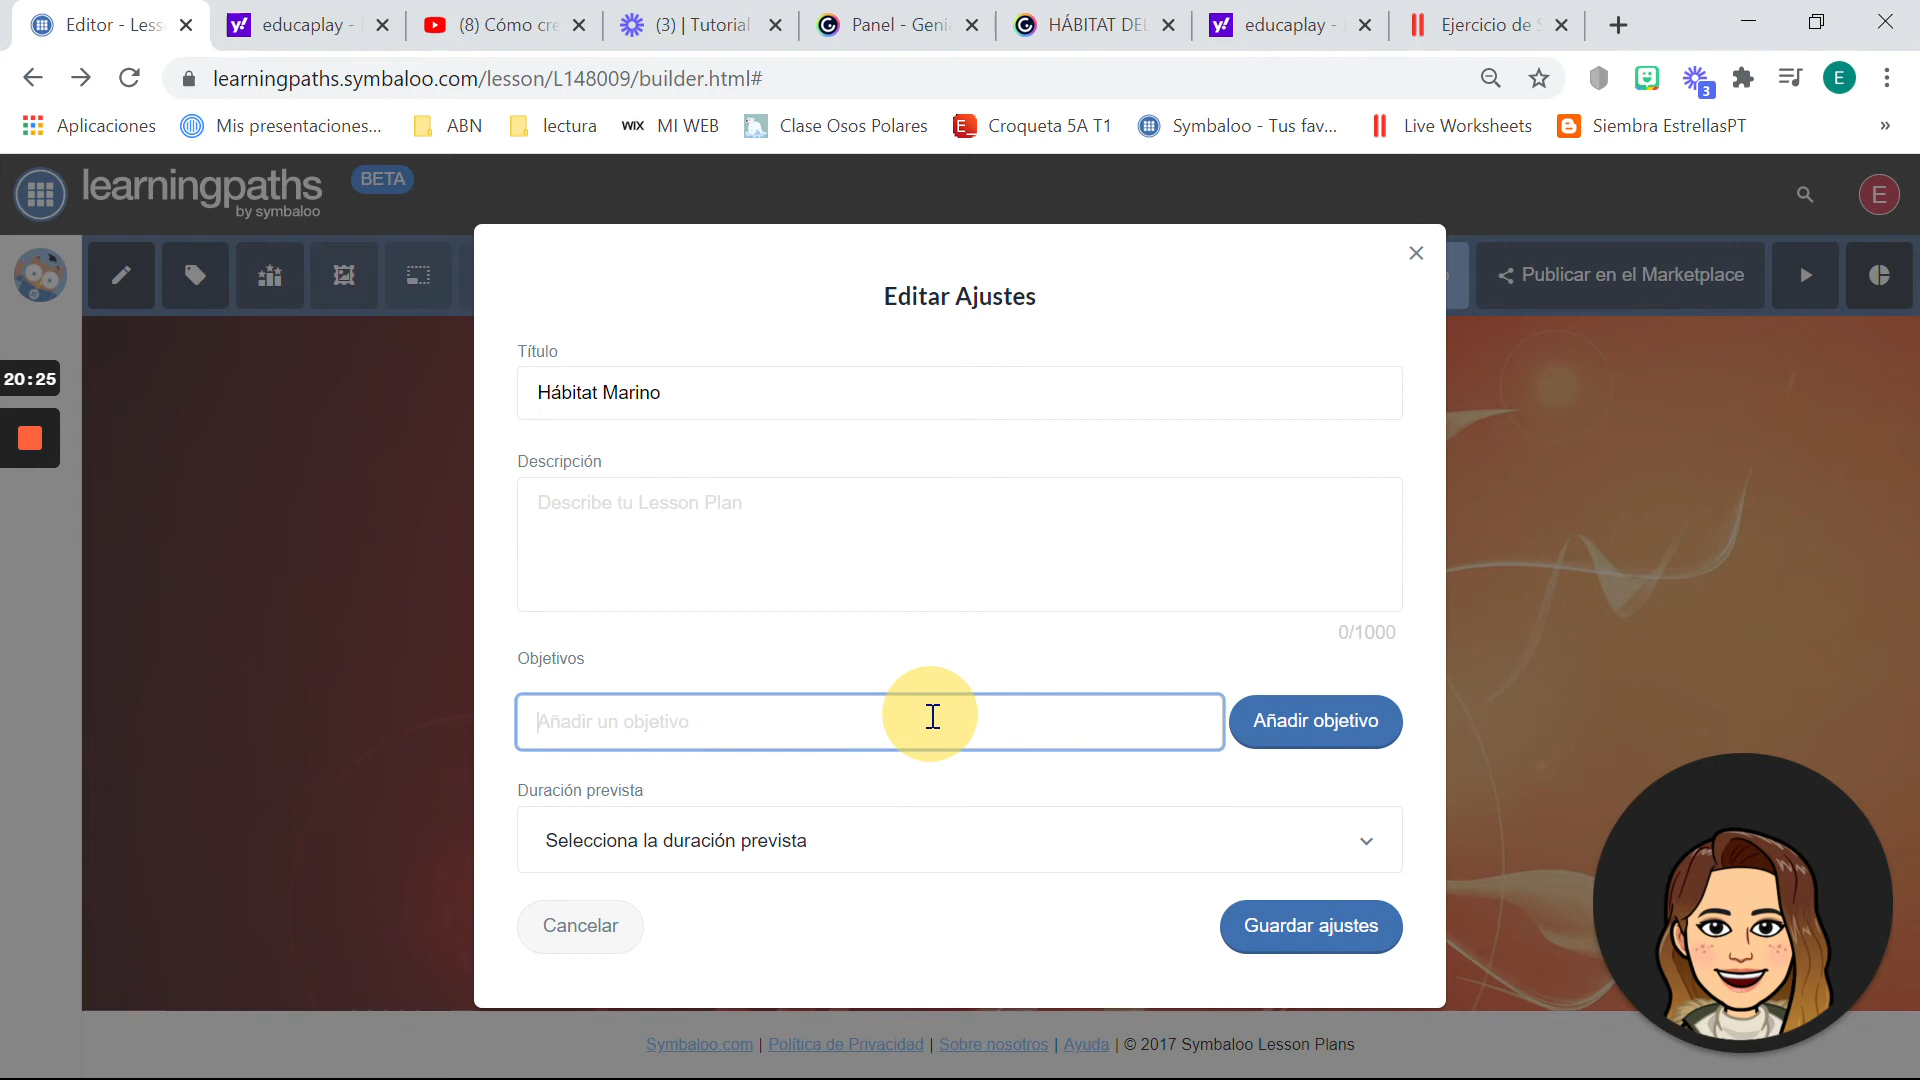 Editor - Less
educaplay -
(8) Cómo cre
(3) | Tutorial
Panel - Genia
HÁBITAT DEL
educaplay -
Ejercicio de S
learningpaths.symbaloo.com/lesson/L148009/builder.html#
3
E
Aplicaciones
Mis presentaciones...
ABN
lectura
WIX MI WEB
Clase Osos Polares
Croqueta 5A T1
Symbaloo - Tus fav...
Live Worksheets
Siembra EstrellasPT
»
learningpaths
by symbaloo
BETA
E
Publicar en el Marketplace
20:25
Editar Ajustes
Título
Hábitat Marino
Descripción
Describe tu Lesson Plan
0/1000
Objetivos
Añadir un objetivo
Añadir objetivo
Duración prevista
Selecciona la duración prevista
Cancelar
Guardar ajustes
Symbaloo.com | Política de Privacidad | Sobre nosotros | Ayuda | © 2017 Symbaloo Lesson Plans